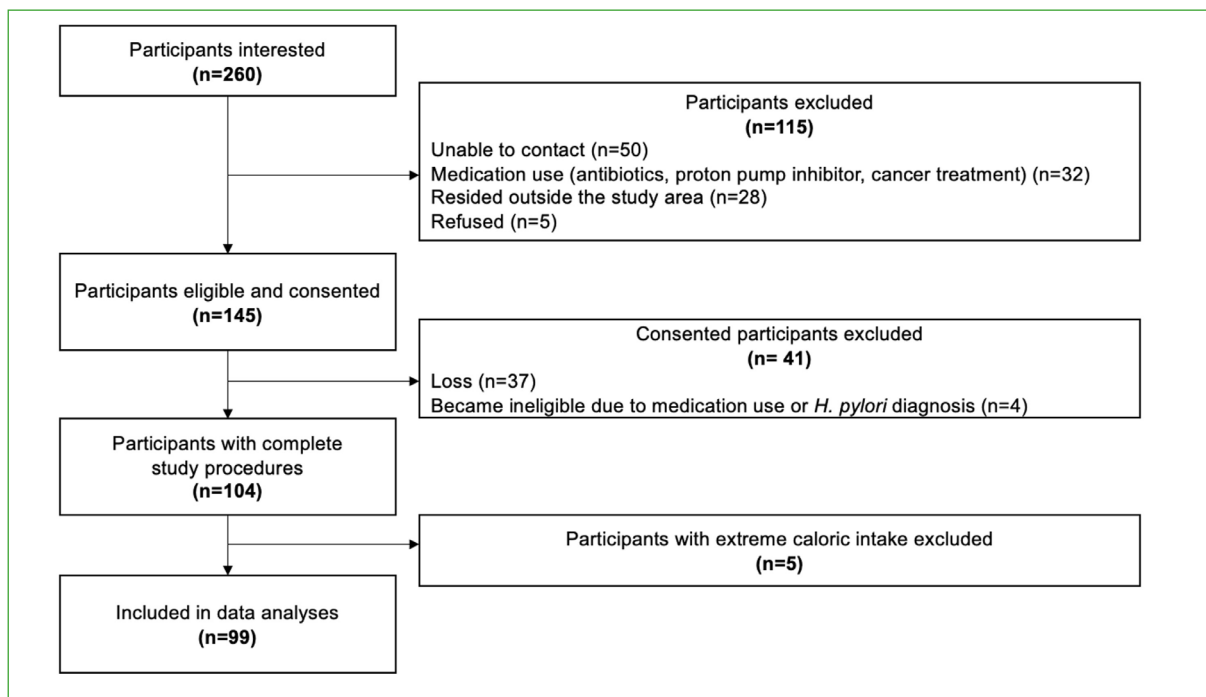 Participants interested
(n=260)
Participants excluded
(n=115)
Unable to contact (n=50)
Medication use (antibiotics, proton pump inhibitor, cancer treatment) (n=32)
Resided outside the study area (n=28)
Refused (n=5)
Participants eligible and consented
(n=145)
Consented participants excluded
(n= 41)
Loss (n=37)
Became ineligible due to medication use or H. pylori diagnosis (n=4)
Participants with complete
study procedures
(n=104)
Participants with extreme caloric intake excluded
(n=5)
Included in data analyses
(n=99)